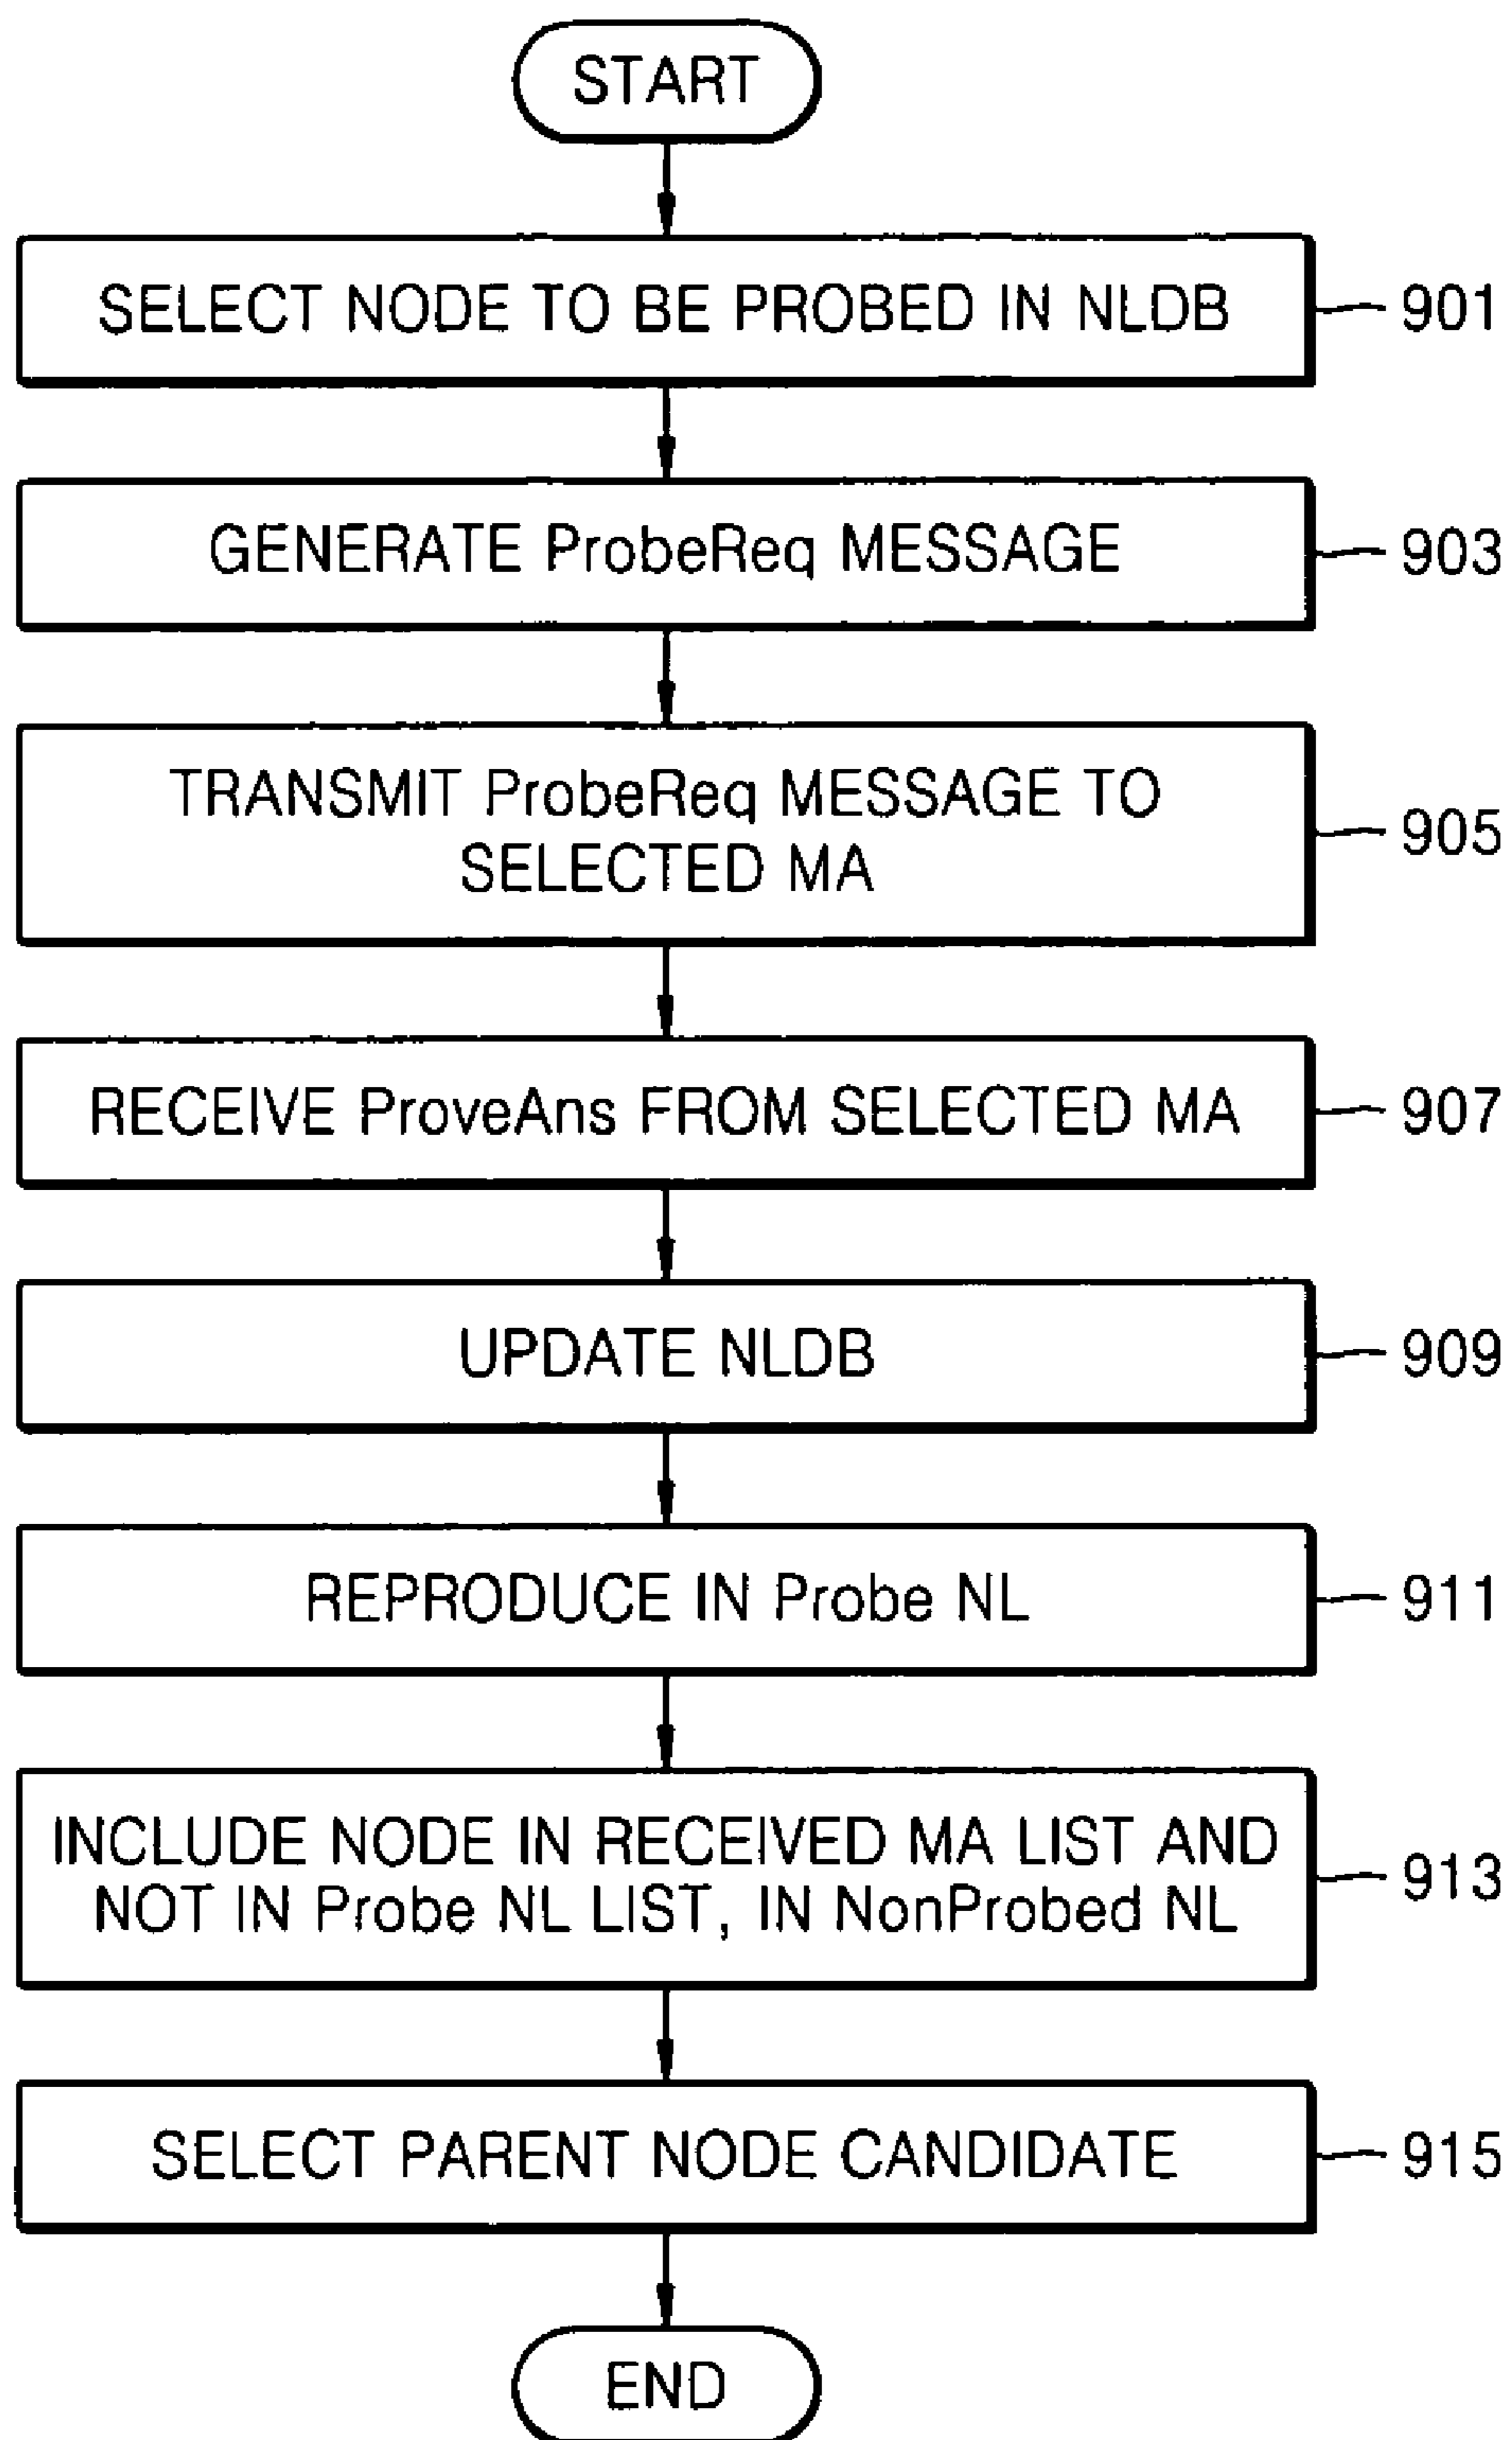 START
SELECT NODE TO BE PROBED IN NLDB
901
GENERATE ProbeReq MESSAGE
903
TRANSMIT ProbeReq MESSAGE TO
SELECTED MA
905
RECEIVE ProveAns FROM SELECTED MA
907
UPDATE NLDB
909
REPRODUCE IN Probe NL
911
INCLUDE NODE IN RECEIVED MA LIST AND
NOT IN Probe NL LIST, IN NonProbed NL
913
SELECT PARENT NODE CANDIDATE
915
END